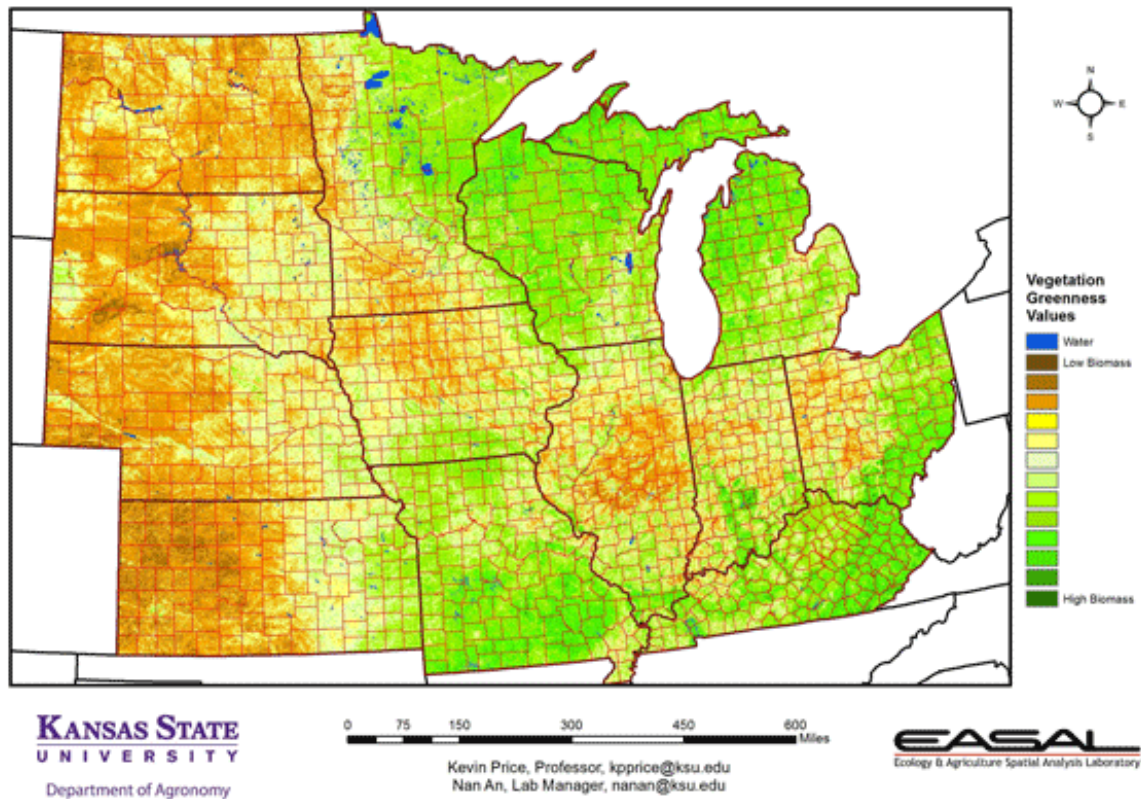 N
W
E
S
Vegetation
Greenness
Values
Water
Low Biomass
High Biomass
KANSAS STATE
UNIVERSITY
Department of Agronomy
0 75 150 300 450 600
Miles
Kevin Price, Professor, kpprice@ksu.edu
Nan An, Lab Manager, nanan@ksu.edu
EASAL
Ecology & Agriculture Spatial Analysis Laboratory